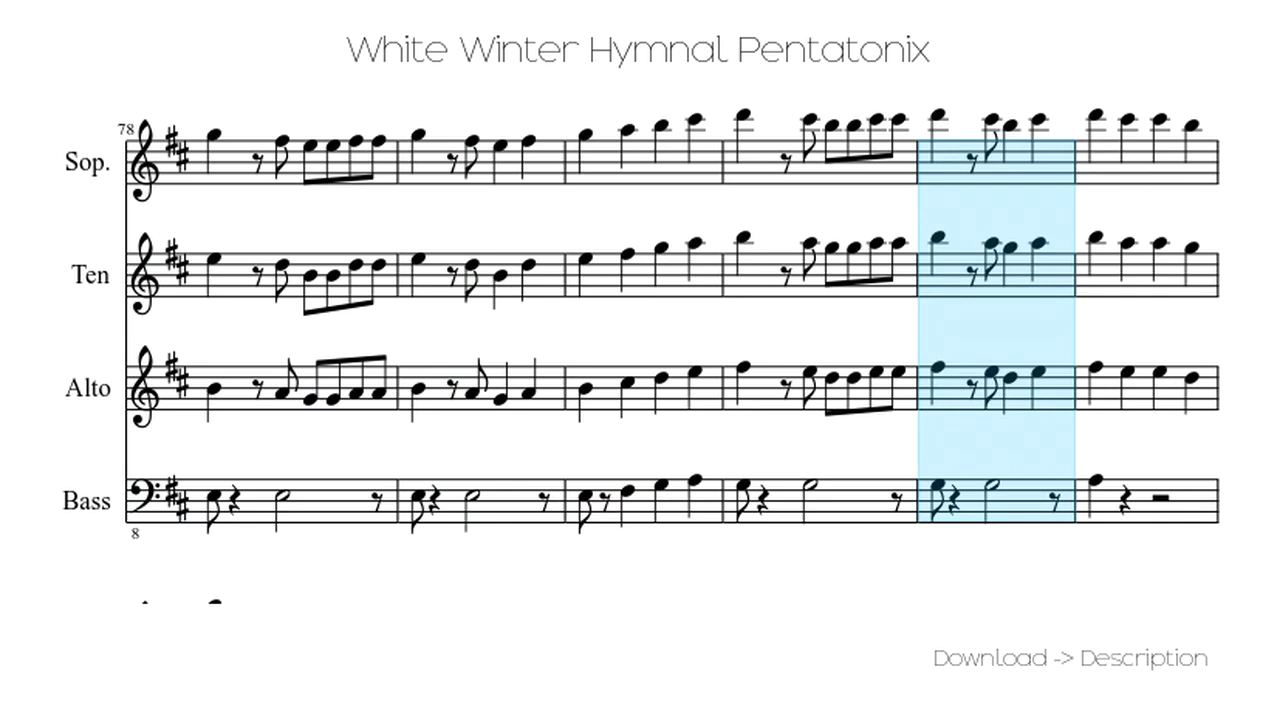 White Winter Hymnal Pentatonix
78
Sop.
Ten
Alto
Bass
8
Download -> Description